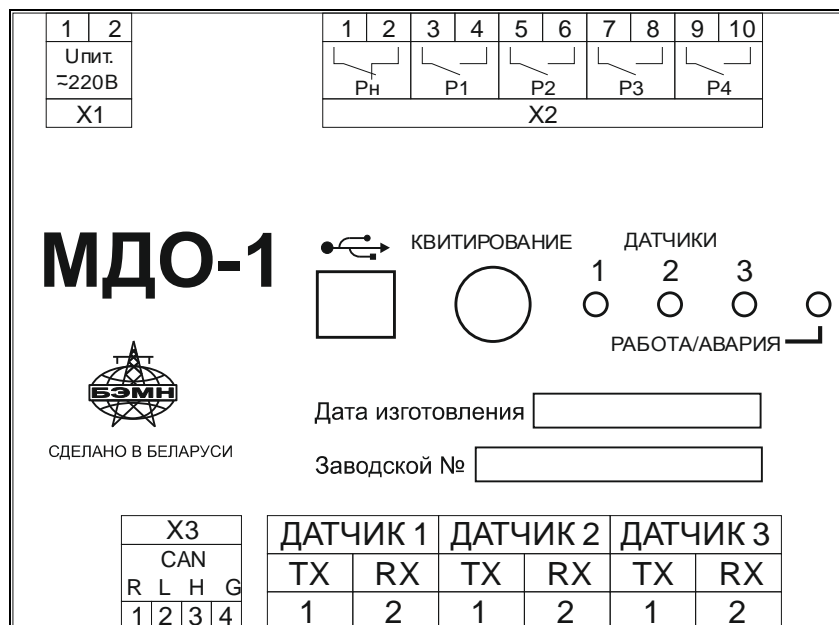 1 2
Uпит.
≂220В
X1
1 2 3 4 5 6 7 8 9 10
Рн Р1 Р2 Р3 Р4
X2
МДО-1
КВИТИРОВАНИЕ
ДАТЧИКИ
1 2 3
РАБОТА/АВАРИЯ
БЭМН
СДЕЛАНО В БЕЛАРУСИ
Дата изготовления
Заводской №
X3
CAN
R L H G
1 2 3 4
ДАТЧИК 1 ДАТЧИК 2 ДАТЧИК 3
TX RX TX RX TX RX
1 2 1 2 1 2